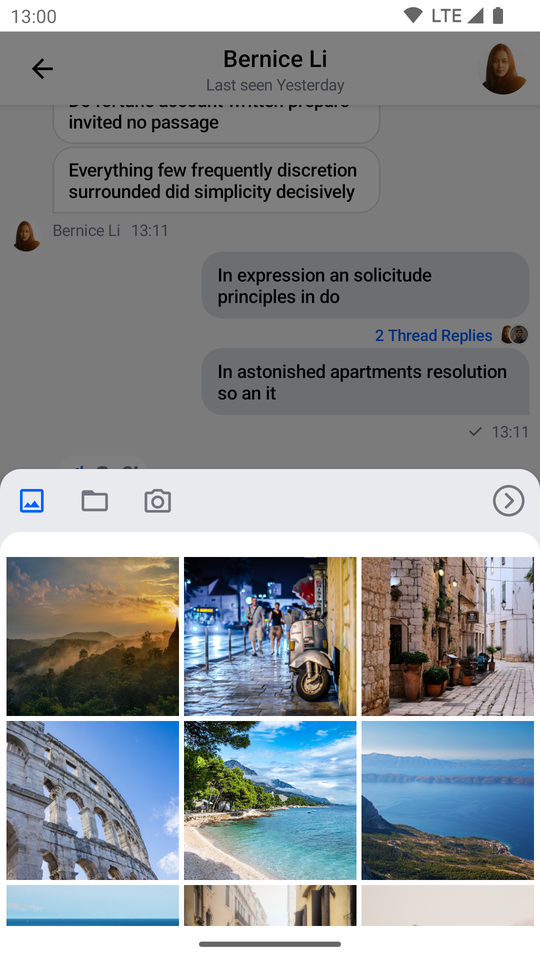 13:00
LTE
Bernice Li
Last seen Yesterday
invited no passage
Everything few frequently discretion
surrounded did simplicity decisively
Bernice Li 13:11
In expression an solicitude
principles in do
2 Thread Replies
In astonished apartments resolution
so an it
13:11